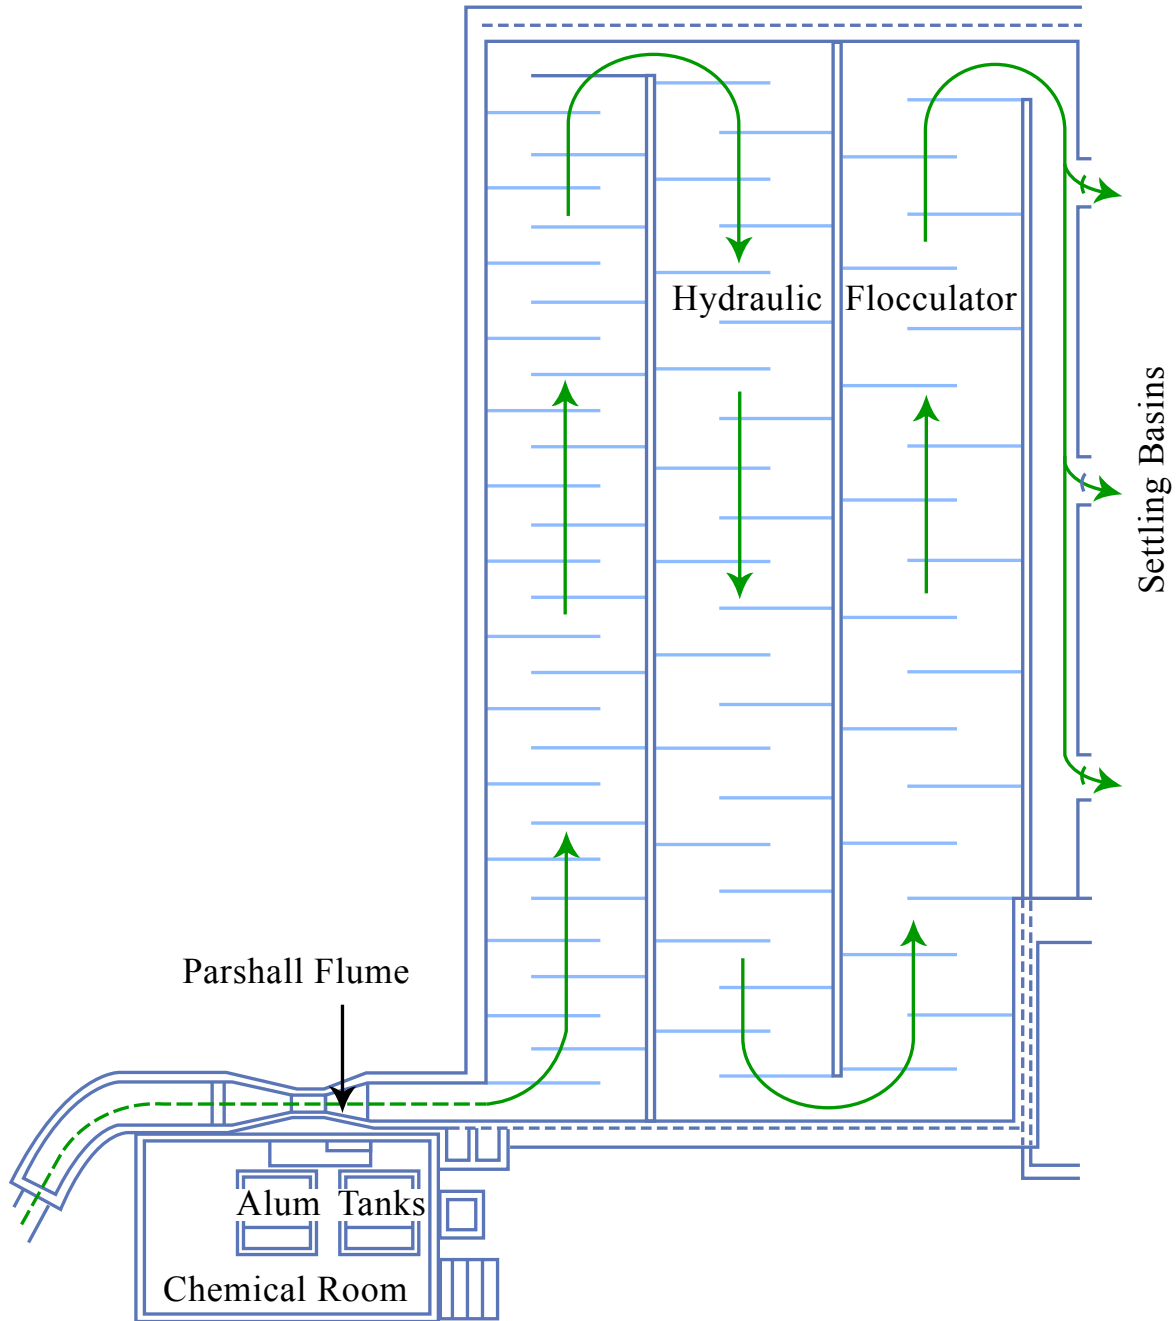 Hydraulic Flocculator
Settling Basins
Parshall Flume
Alum Tanks
Chemical Room